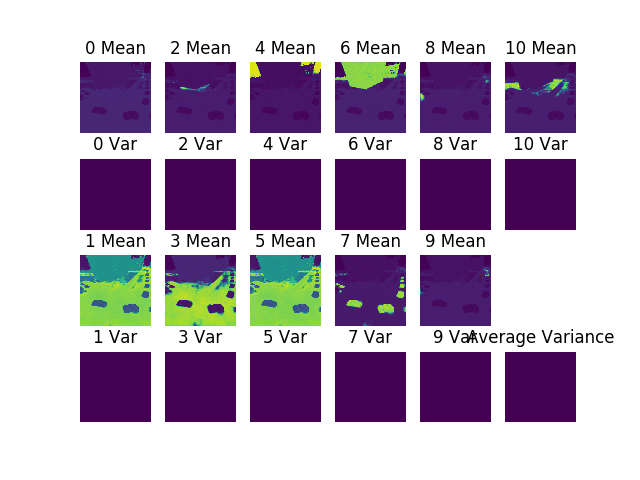 0 Mean 2 Mean 4 Mean 6 Mean 8 Mean 10 Mean
0 Var 2 Var 4 Var 6 Var 8 Var 10 Var
1 Mean 3 Mean 5 Mean 7 Mean 9 Mean
1 Var 3 Var 5 Var 7 Var 9 Var Average Variance